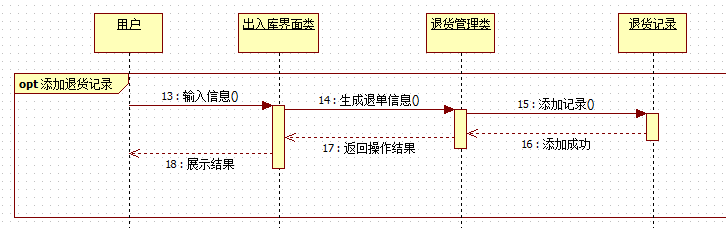 用户
出入库界面类
退货管理类
退货记录
opt 添加退货记录
13 : 输入信息()
14 : 生成退单信息()
15 : 添加记录()
16 : 添加成功
17 : 返回操作结果
18 : 展示结果